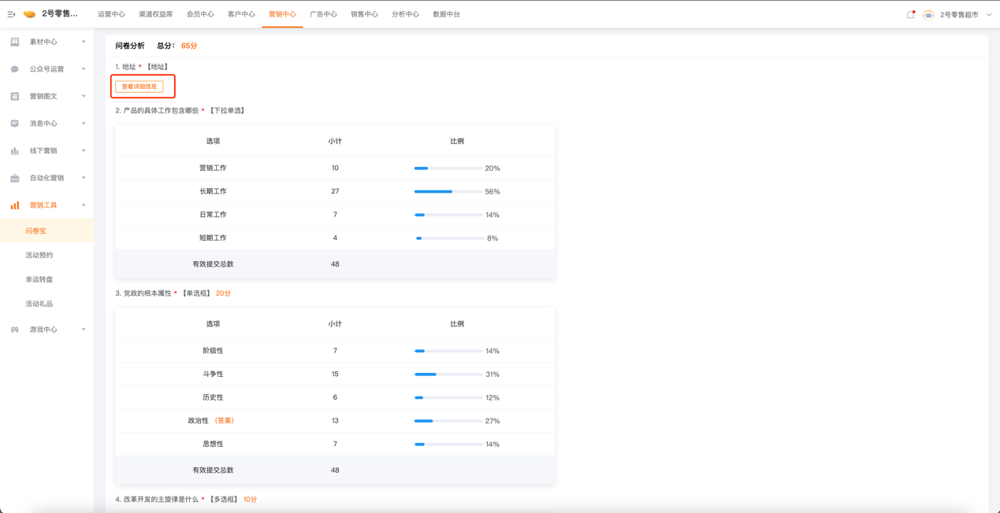 2号零售...
运营中心 渠道权益库 会员中心 客户中心 营销中心 广告中心 销售中心 分析中心 数据中台
2号零售超市
素材中心
公众号运营
营销图文
消息中心
线下营销
自动化营销
营销工具
问卷宝
活动预约
幸运转盘
活动礼品
游戏中心
问卷分析 总分： 65分
1. 地址 * 【地址】
查看详细信息
2. 产品的具体工作包含哪些 * 【下拉单选】
选项 小计 比例
营销工作 10 20%
长期工作 27 56%
日常工作 7 14%
短期工作 4 8%
有效提交总数 48
3. 党政的根本属性 * 【单选框】 20分
选项 小计 比例
阶级性 7 14%
斗争性 15 31%
历史性 6 12%
政治性 （答案） 13 27%
思想性 7 14%
有效提交总数 48
4. 改革开发的主旋律是什么 * 【多选框】 10分